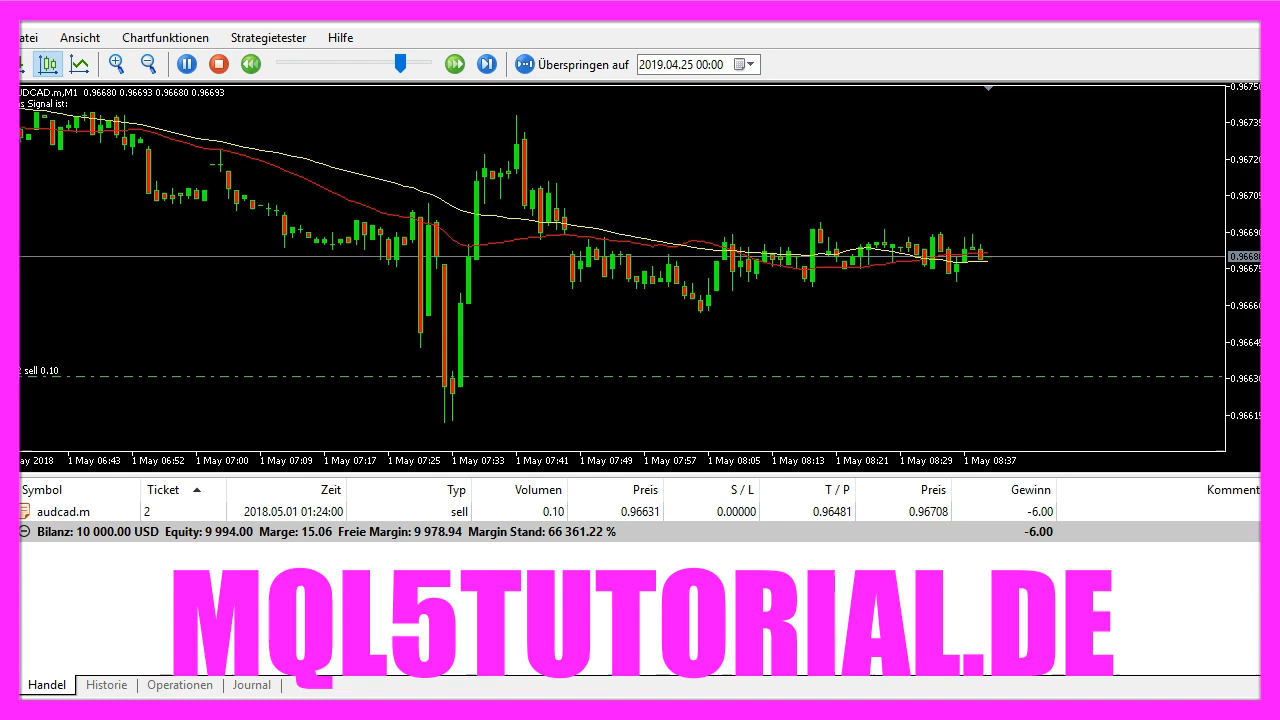 atei Ansicht Chartfunktionen Strategietester Hilfe
Überspringen auf 2019.04.25 00:00
UDCAD.m,M1 0.96680 0.96693 0.96680 0.96693
s Signal ist:
0.96750
0.96735
0.96720
0.96705
0.96690
0.96680
0.96675
0.96660
0.96645
0.96630
0.96615
2 sell 0.10
ay 2018 1 May 06:43 1 May 06:52 1 May 07:00 1 May 07:09 1 May 07:17 1 May 07:25 1 May 07:33 1 May 07:41 1 May 07:49 1 May 07:57 1 May 08:05 1 May 08:13 1 May 08:21 1 May 08:29 1 May 08:37
Symbol Ticket Zeit Typ Volumen Preis S / L T / P Preis Gewinn Komment
audcad.m 2 2018.05.01 01:24:00 sell 0.10 0.96631 0.00000 0.96481 0.96708 -6.00
Bilanz: 10 000.00 USD Equity: 9 994.00 Marge: 15.06 Freie Margin: 9 978.94 Margin Stand: 66 361.22 % -6.00
MQL5TUTORIAL.DE
Handel Historie Operationen Journal